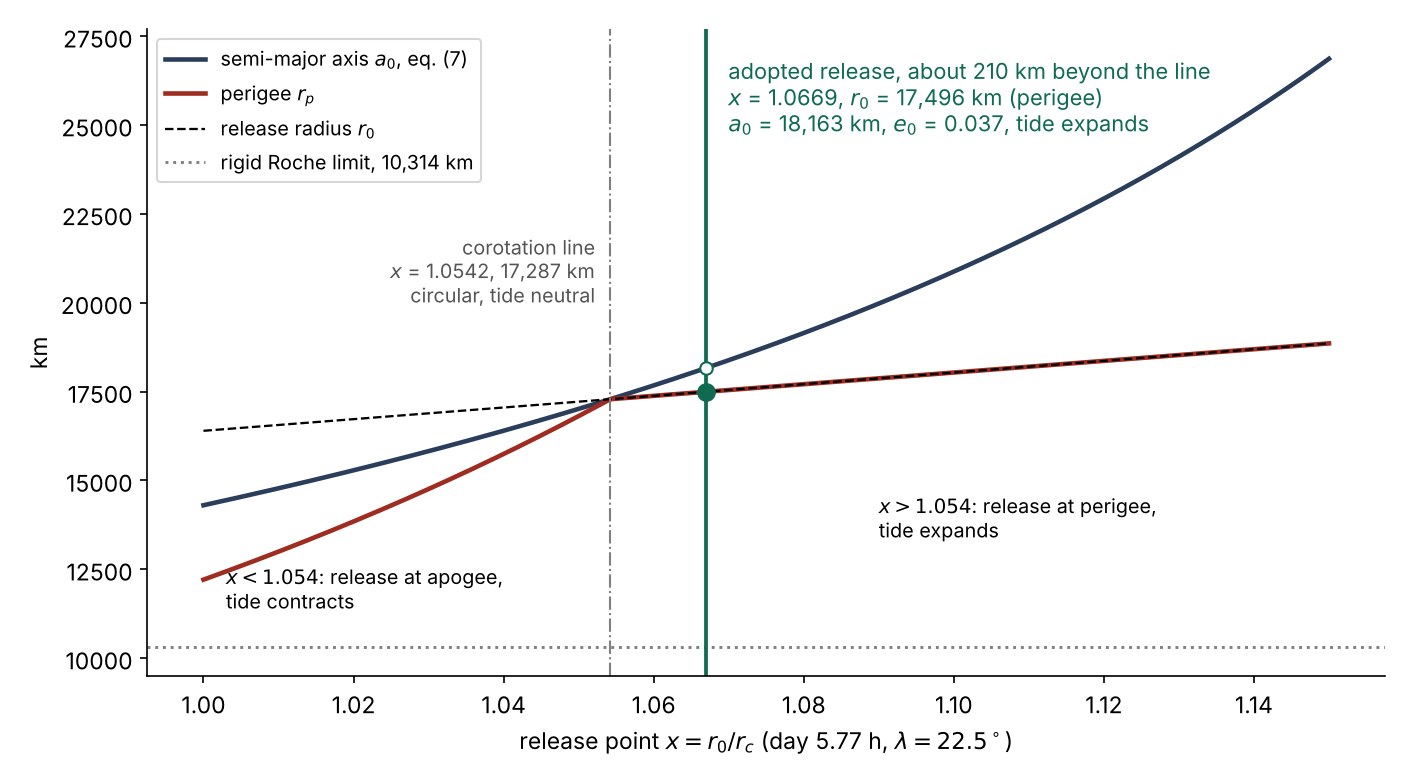 27500
25000
22500
20000
17500
15000
12500
10000
km
semi-major axis a₀, eq. (7)
perigee rₚ
release radius r₀
rigid Roche limit, 10,314 km
adopted release, about 210 km beyond the line
x = 1.0669, r₀ = 17,496 km (perigee)
a₀ = 18,163 km, e₀ = 0.037, tide expands
corotation line
x = 1.0542, 17,287 km
circular, tide neutral
x > 1.054: release at perigee,
tide expands
x < 1.054: release at apogee,
tide contracts
1.00 1.02 1.04 1.06 1.08 1.10 1.12 1.14
release point x = r₀/r_c (day 5.77 h, λ = 22.5°)